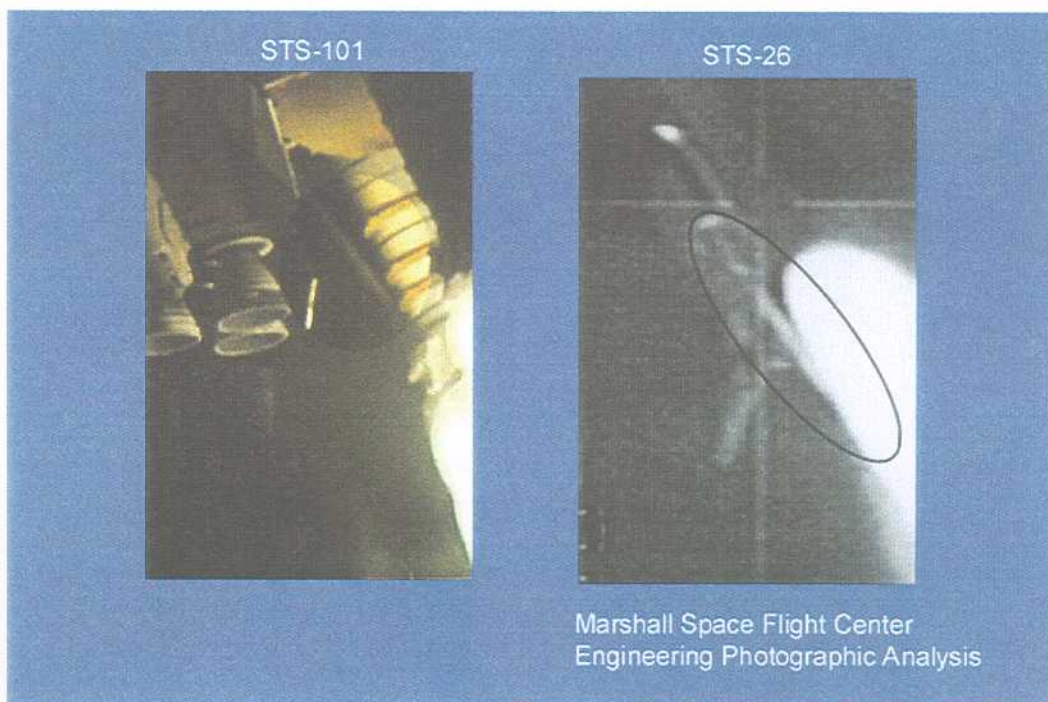 STS-101
STS-26
Marshall Space Flight Center
Engineering Photographic Analysis